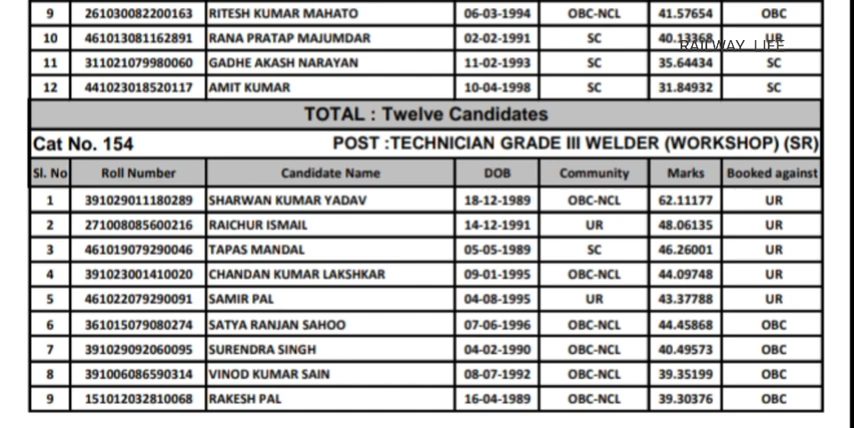 9 261030082200163 RITESH KUMAR MAHATO 06-03-1994 OBC-NCL 41.57654 OBC
10 461013081162891 RANA PRATAP MAJUMDAR 02-02-1991 SC 40.13368 UR
RAILWAY LIFE
11 311021079980060 GADHE AKASH NARAYAN 11-02-1993 SC 35.64434 SC
12 441023018520117 AMIT KUMAR 10-04-1998 SC 31.84932 SC
TOTAL : Twelve Candidates
Cat No. 154 POST :TECHNICIAN GRADE III WELDER (WORKSHOP) (SR)
Sl. No Roll Number Candidate Name DOB Community Marks Booked against
1 391029011180289 SHARWAN KUMAR YADAV 18-12-1989 OBC-NCL 62.11177 UR
2 271008085600216 RAICHUR ISMAIL 14-12-1991 UR 48.06135 UR
3 461019079290046 TAPAS MANDAL 05-05-1989 SC 46.26001 UR
4 391023001410020 CHANDAN KUMAR LAKSHKAR 09-01-1995 OBC-NCL 44.09748 UR
5 461022079290091 SAMIR PAL 04-08-1995 UR 43.37788 UR
6 361015079080274 SATYA RANJAN SAHOO 07-06-1996 OBC-NCL 44.45868 OBC
7 391029092060095 SURENDRA SINGH 04-02-1990 OBC-NCL 40.49573 OBC
8 391006086590314 VINOD KUMAR SAIN 08-07-1992 OBC-NCL 39.35199 OBC
9 151012032810068 RAKESH PAL 16-04-1989 OBC-NCL 39.30376 OBC